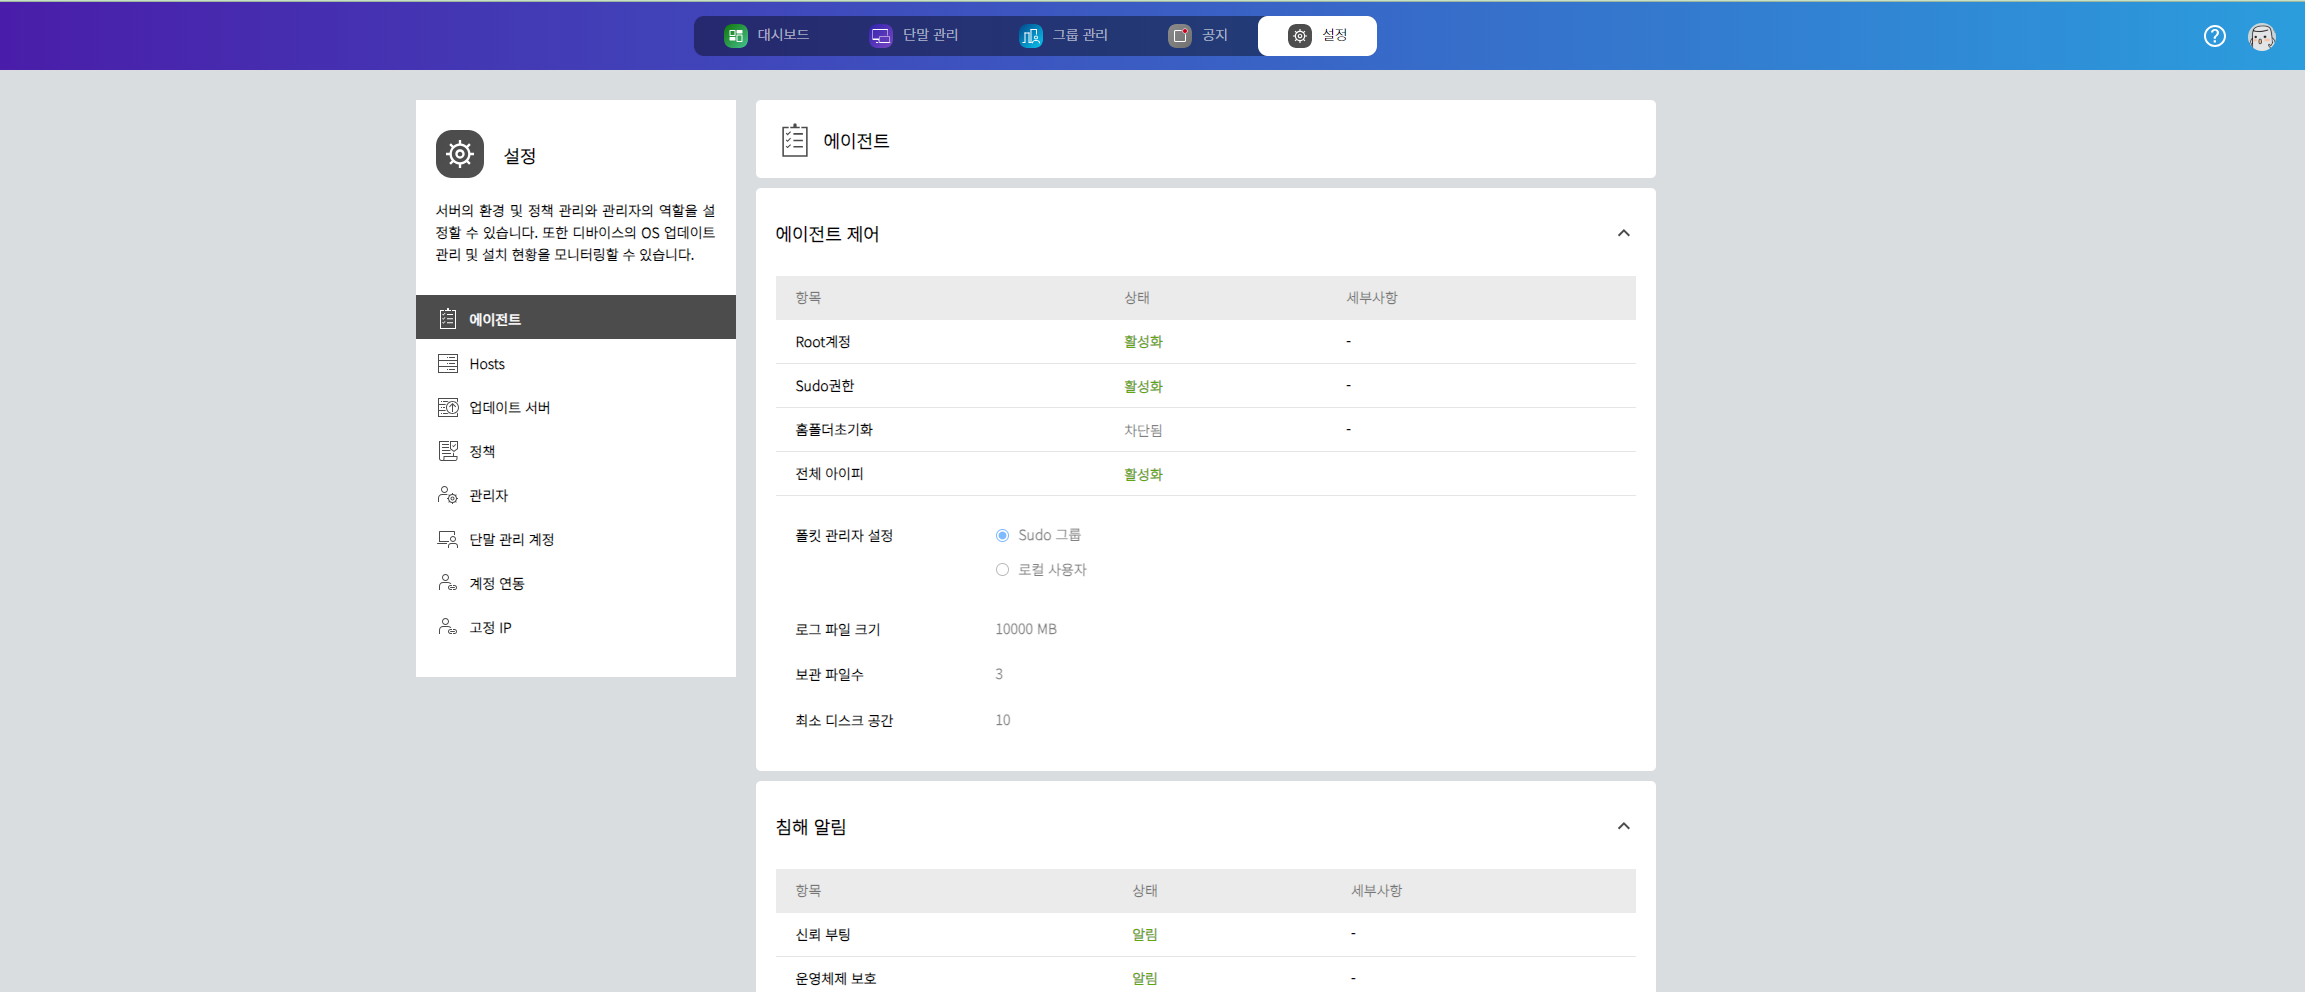 대시보드
단말 관리
그룹 관리
공지
설정
설정
서버의 환경 및 정책 관리와 관리자의 역할을 설
정할 수 있습니다. 또한 디바이스의 OS 업데이트
관리 및 설치 현황을 모니터링할 수 있습니다.
에이전트
Hosts
업데이트 서버
정책
관리자
단말 관리 계정
계정 연동
고정 IP
에이전트
에이전트 제어
항목 상태 세부사항
Root계정 활성화 -
Sudo권한 활성화 -
홈폴더초기화 차단됨 -
전체 아이피 활성화
폴킷 관리자 설정 Sudo 그룹
로컬 사용자
로그 파일 크기 10000 MB
보관 파일수 3
최소 디스크 공간 10
침해 알림
항목 상태 세부사항
신뢰 부팅 알림 -
운영체제 보호 알림 -